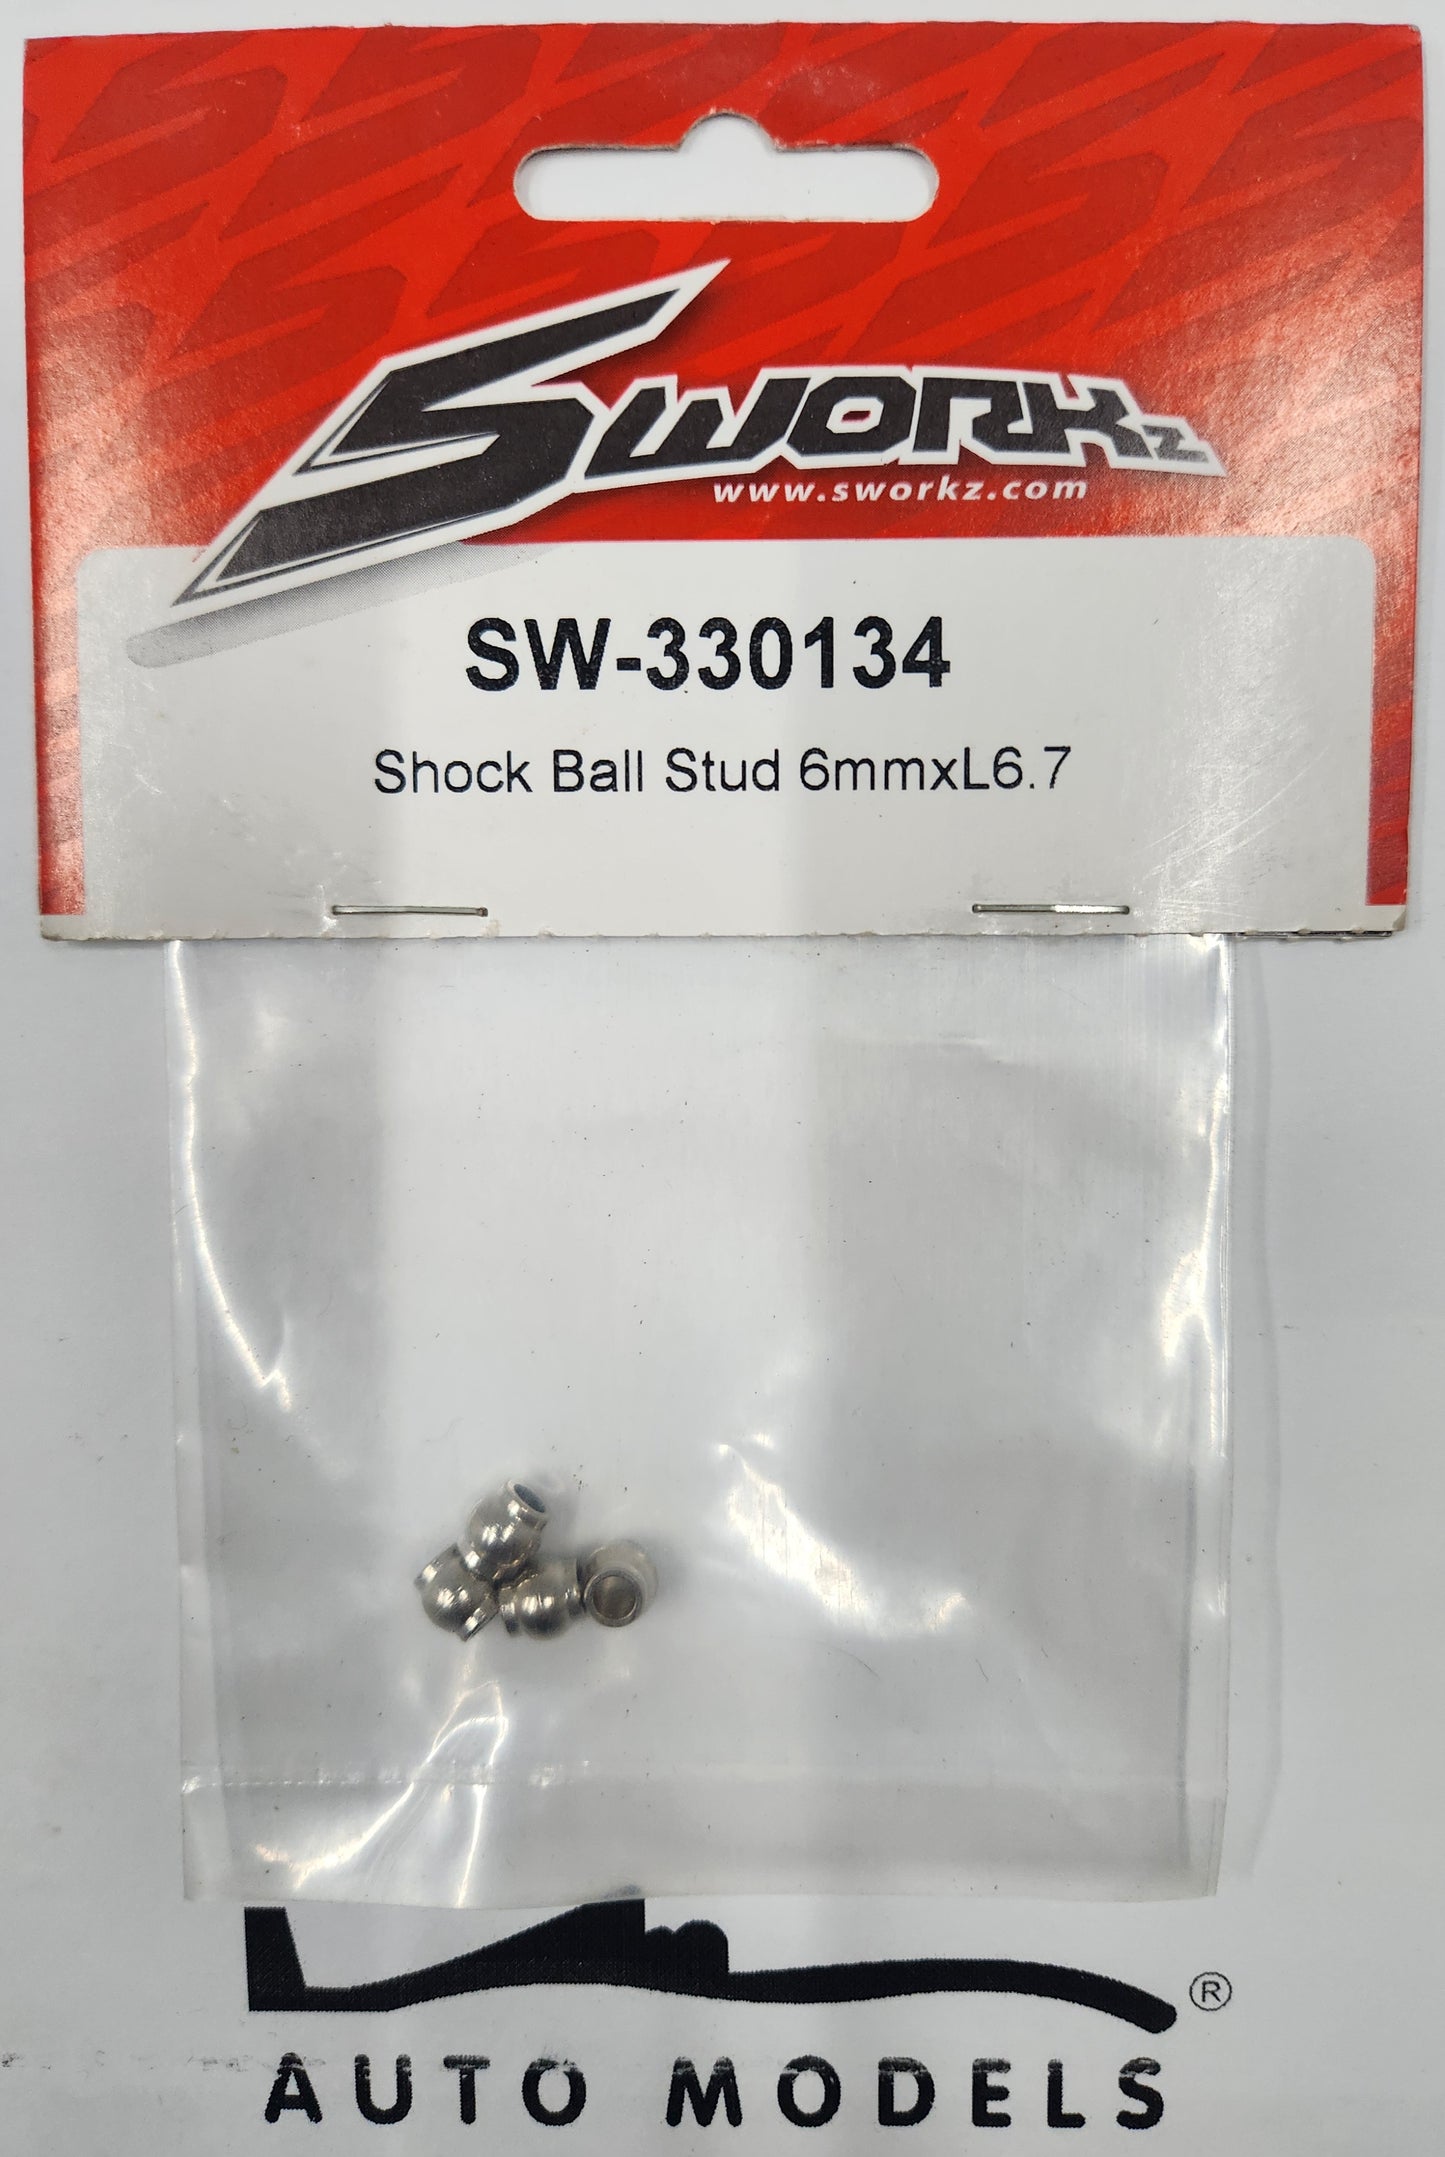 SWORKz
www.sworkz.com
SW-330134
Shock Ball Stud 6mmxL6.7
®
AUTO MODELS